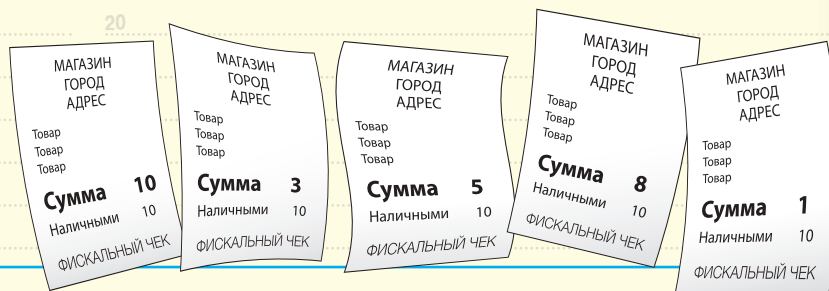 20
МАГАЗИН
ГОРОД
АДРЕС
Товар
Товар
Товар
Сумма 10
Наличными 10
ФИСКАЛЬНЫЙ ЧЕК
МАГАЗИН
ГОРОД
АДРЕС
Товар
Товар
Товар
Сумма 3
Наличными 10
ФИСКАЛЬНЫЙ ЧЕК
МАГАЗИН
ГОРОД
АДРЕС
Товар
Товар
Товар
Сумма 5
Наличными 10
ФИСКАЛЬНЫЙ ЧЕК
МАГАЗИН
ГОРОД
АДРЕС
Товар
Товар
Товар
Сумма 8
Наличными 10
ФИСКАЛЬНЫЙ ЧЕК
МАГАЗИН
ГОРОД
АДРЕС
Товар
Товар
Товар
Сумма 1
Наличными 10
ФИСКАЛЬНЫЙ ЧЕК